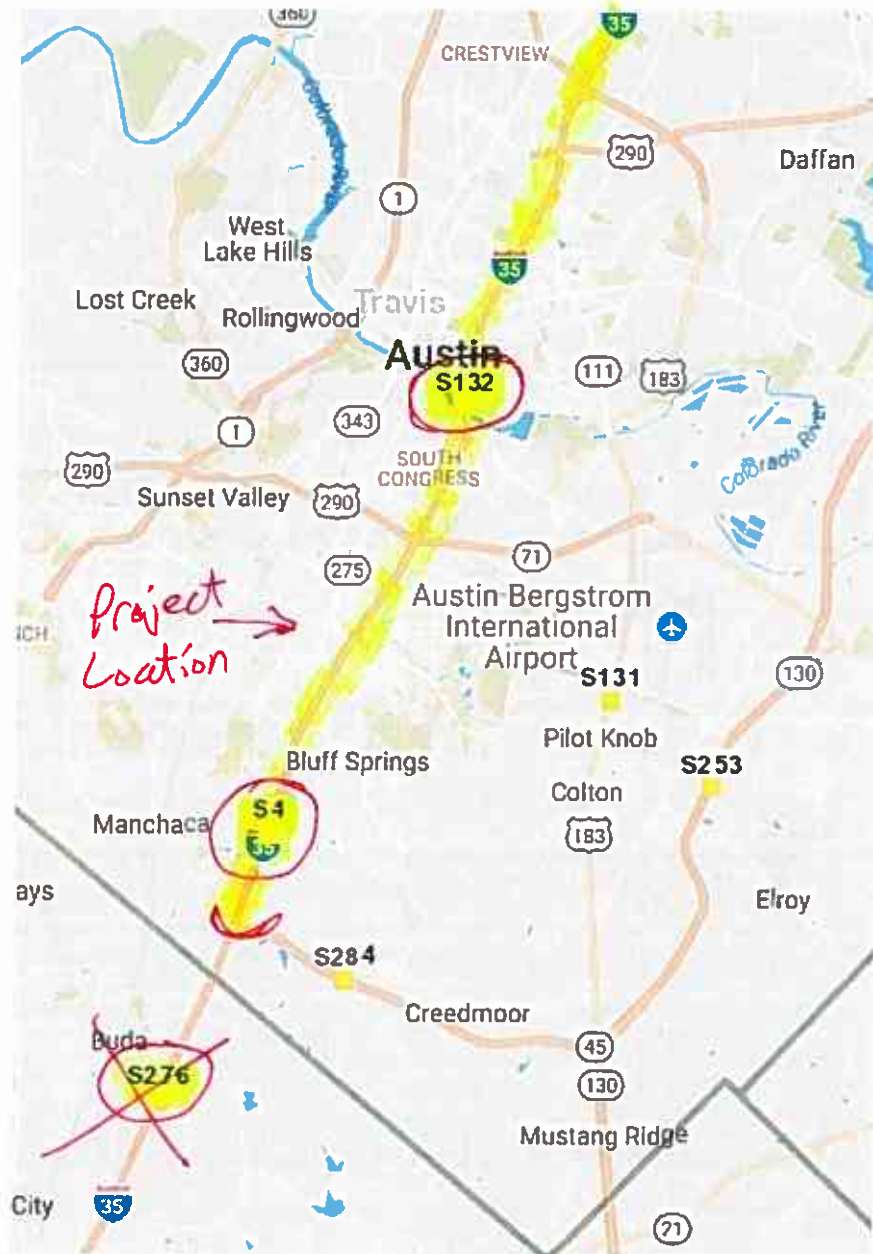 360
35
CRESTVIEW
290
Daffan
1
West
Lake Hills
35
Lost Creek
Travis
Rollingwood
Austin
S132
360
111
183
343
1
Colorado River
290
SOUTH
CONGRESS
Sunset Valley
290
71
275
Project
Location
Austin Bergstrom
International
Airport
ICH
S131
130
Pilot Knob
Bluff Springs
S253
Colton
S4
Manchaca
35
183
ays
Elroy
S284
Creedmoor
Buda
45
S276
130
Mustang Ridge
City
35
21